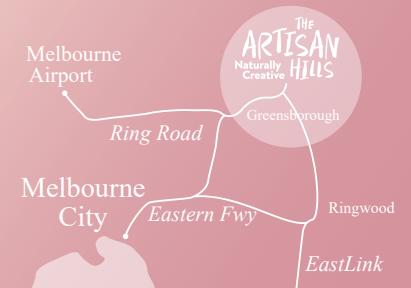 THE
ARTISAN
Naturally
Creative
HILLS
Melbourne
Airport
Greensborough
Ring Road
Melbourne
City
Eastern Fwy
Ringwood
EastLink